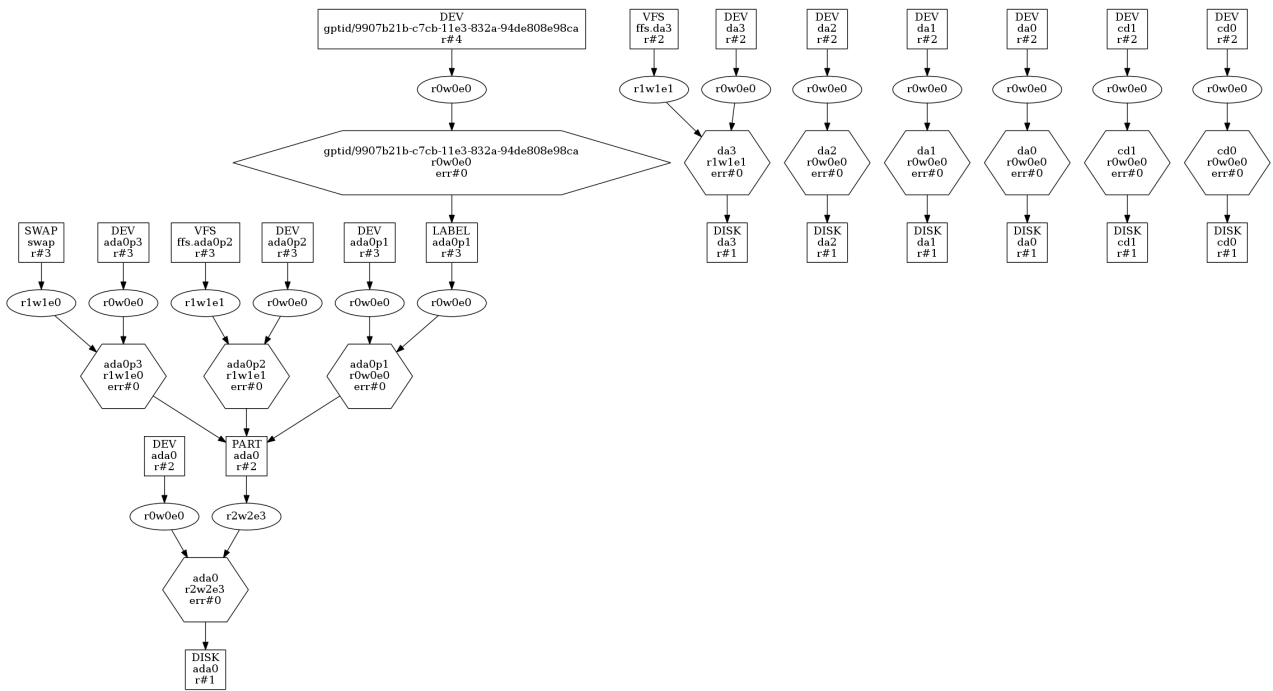 DEV
gptid/9907b21b-c7cb-11e3-832a-94de808e98ca
r#4
VFS
ffs.da3
r#2
DEV
da3
r#2
DEV
da2
r#2
DEV
da1
r#2
DEV
da0
r#2
DEV
cd1
r#2
DEV
cd0
r#2
r0w0e0
r1w1e1
r0w0e0
r0w0e0
r0w0e0
r0w0e0
r0w0e0
r0w0e0
gptid/9907b21b-c7cb-11e3-832a-94de808e98ca
r0w0e0
err#0
da3
r1w1e1
err#0
da2
r0w0e0
err#0
da1
r0w0e0
err#0
da0
r0w0e0
err#0
cd1
r0w0e0
err#0
cd0
r0w0e0
err#0
SWAP
swap
r#3
DEV
ada0p3
r#3
VFS
ffs.ada0p2
r#3
DEV
ada0p2
r#3
DEV
ada0p1
r#3
LABEL
ada0p1
r#3
DISK
da3
r#1
DISK
da2
r#1
DISK
da1
r#1
DISK
da0
r#1
DISK
cd1
r#1
DISK
cd0
r#1
r1w1e0
r0w0e0
r1w1e1
r0w0e0
r0w0e0
r0w0e0
ada0p3
r1w1e0
err#0
ada0p2
r1w1e1
err#0
ada0p1
r0w0e0
err#0
DEV
ada0
r#2
PART
ada0
r#2
r0w0e0
r2w2e3
ada0
r2w2e3
err#0
DISK
ada0
r#1